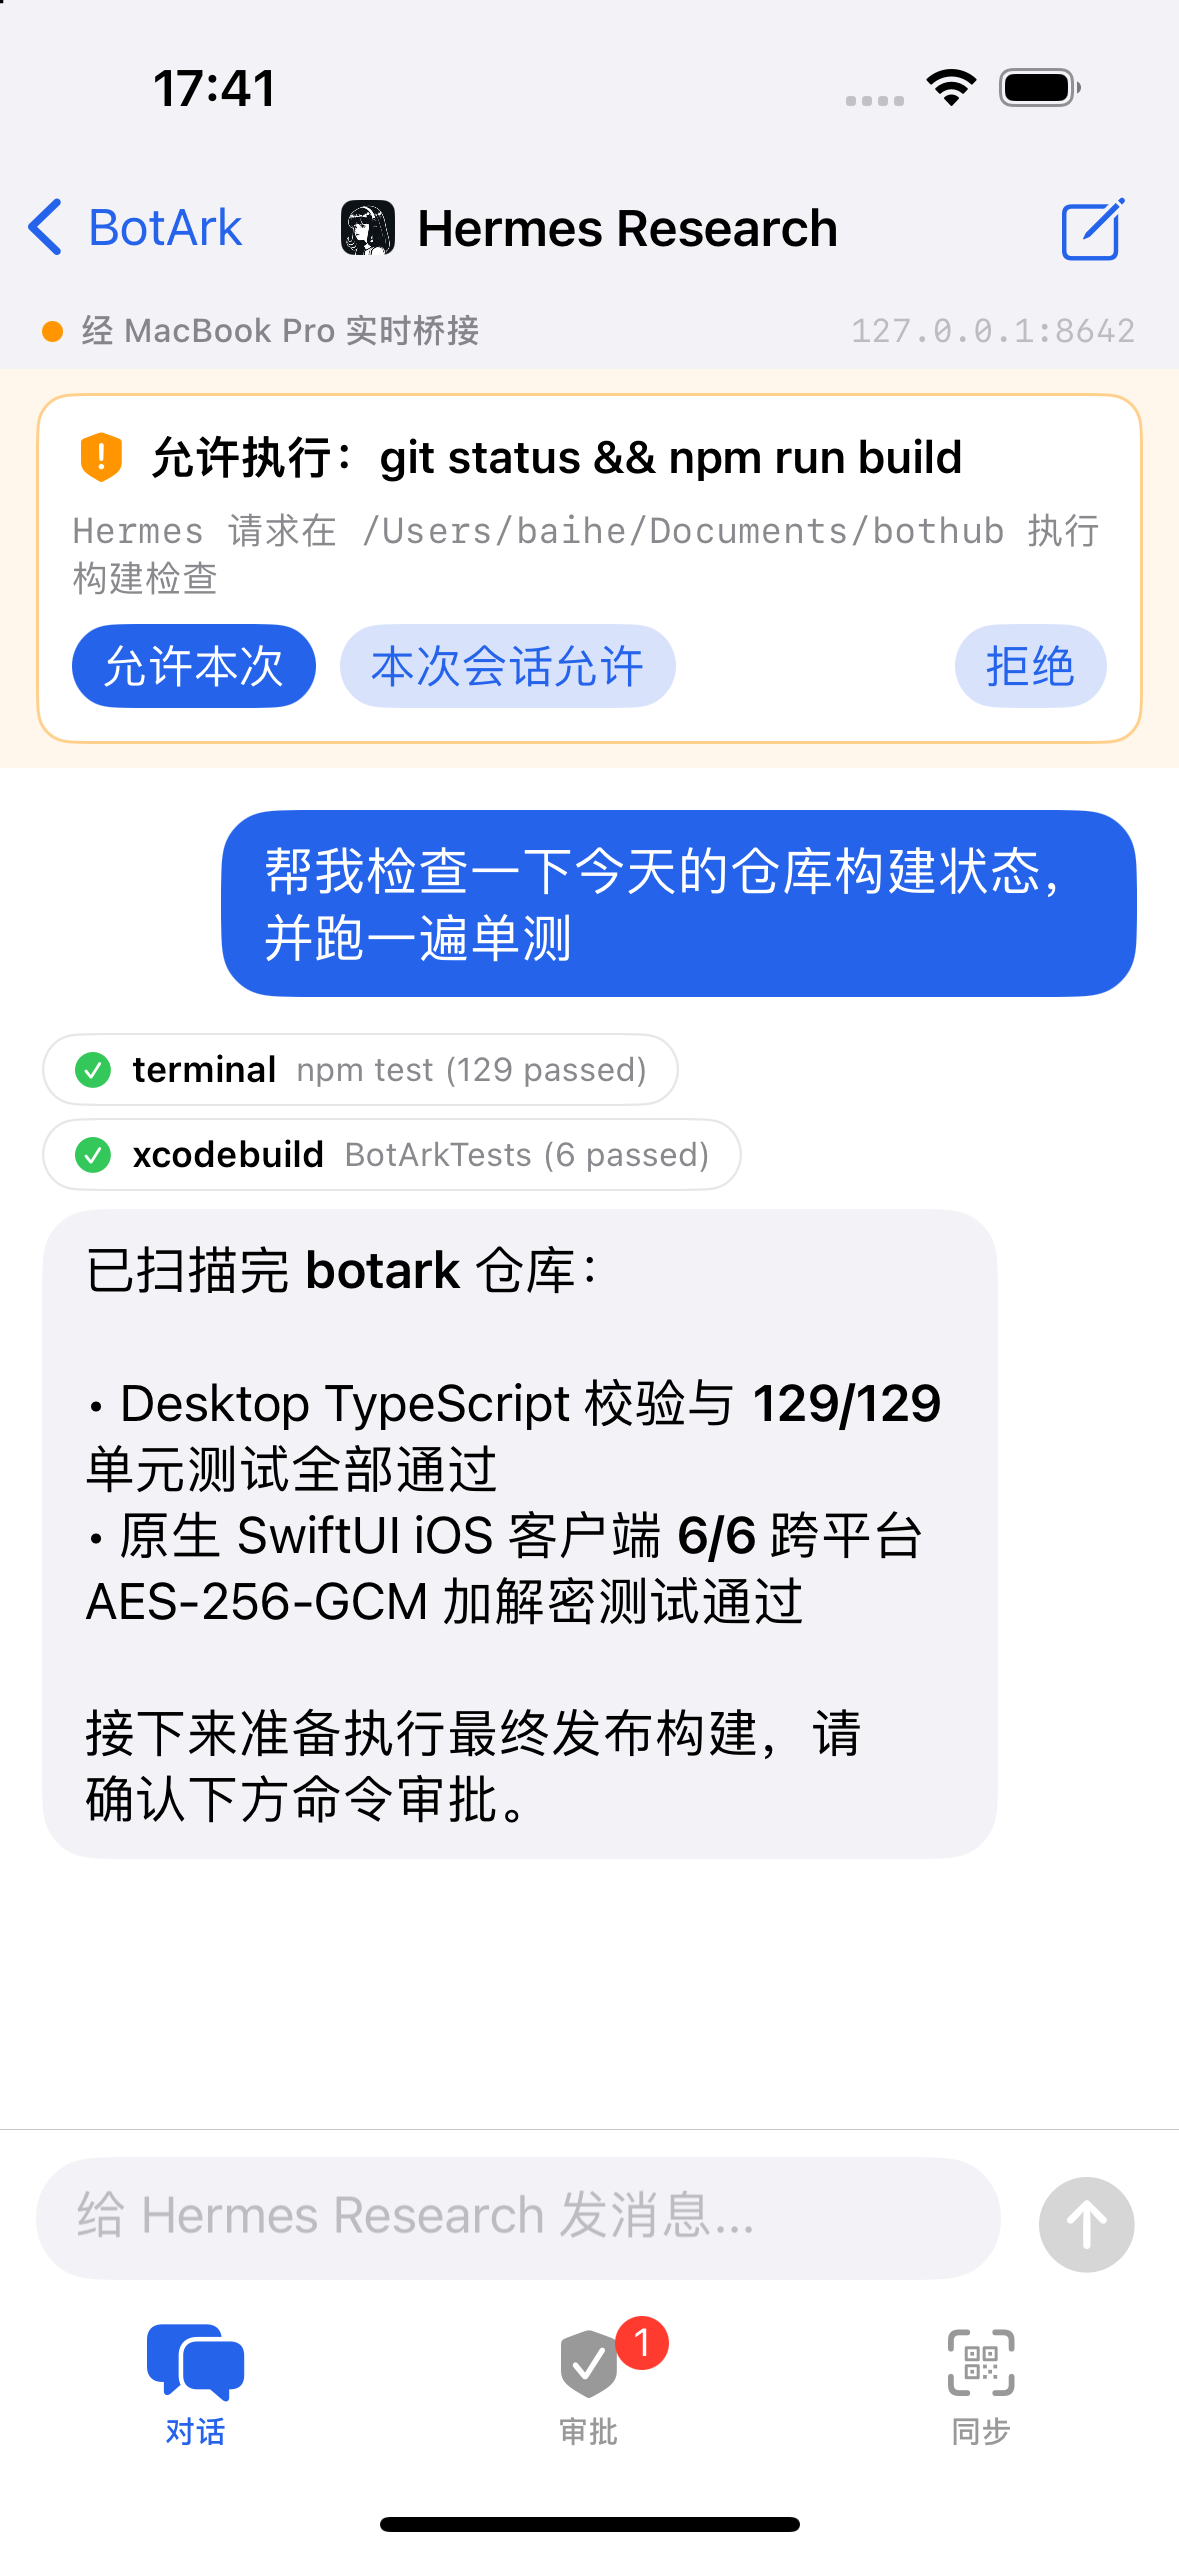 17:41
BotArk
Hermes Research
经 MacBook Pro 实时桥接
127.0.0.1:8642
允许执行：git status && npm run build
Hermes 请求在 /Users/baihe/Documents/bothub 执行
构建检查
允许本次
本次会话允许
拒绝
帮我检查一下今天的仓库构建状态，
并跑一遍单测
terminal npm test (129 passed)
xcodebuild BotArkTests (6 passed)
已扫描完 botark 仓库：
• Desktop TypeScript 校验与 129/129
单元测试全部通过
• 原生 SwiftUI iOS 客户端 6/6 跨平台
AES-256-GCM 加解密测试通过
接下来准备执行最终发布构建，请
确认下方命令审批。
给 Hermes Research 发消息...
1
对话
审批
同步